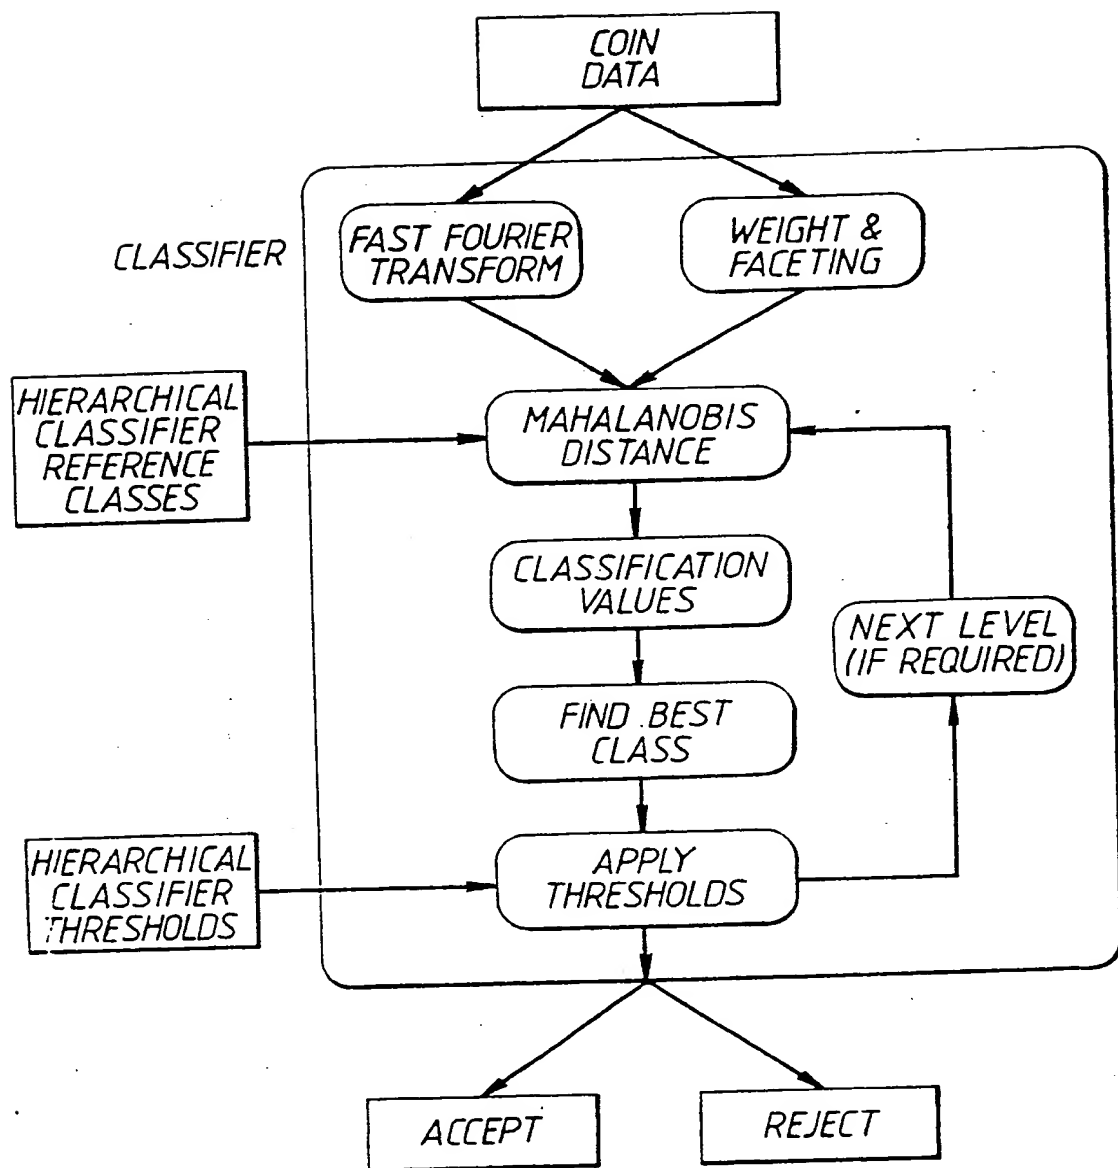 COIN
DATA
CLASSIFIER
FAST FOURIER
TRANSFORM
WEIGHT &
FACETING
HIERARCHICAL
CLASSIFIER
REFERENCE
CLASSES
MAHALANOBIS
DISTANCE
CLASSIFICATION
VALUES
NEXT LEVEL
(IF REQUIRED)
FIND BEST
CLASS
HIERARCHICAL
CLASSIFIER
THRESHOLDS
APPLY
THRESHOLDS
ACCEPT
REJECT